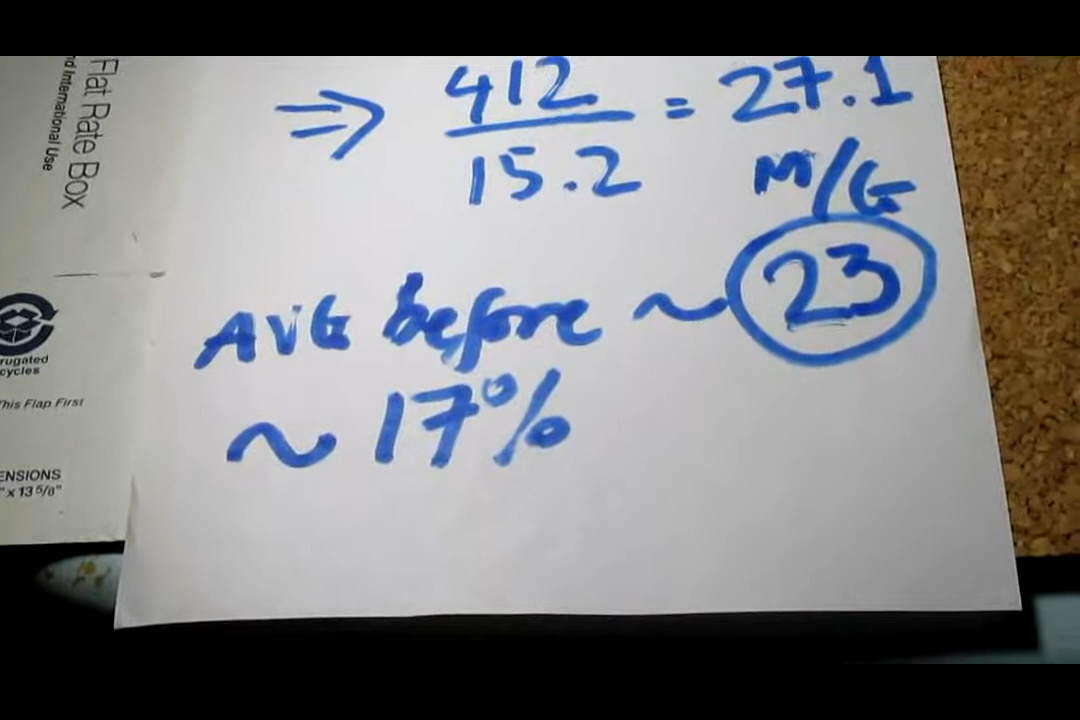 Flat Rate Box
nd International Use
rugated
cycles
This Flap First
ENSIONS
" x 13 5/8"
⇒ 412/15.2 = 27.1
M/G
AVG before ~ 23
~ 17%